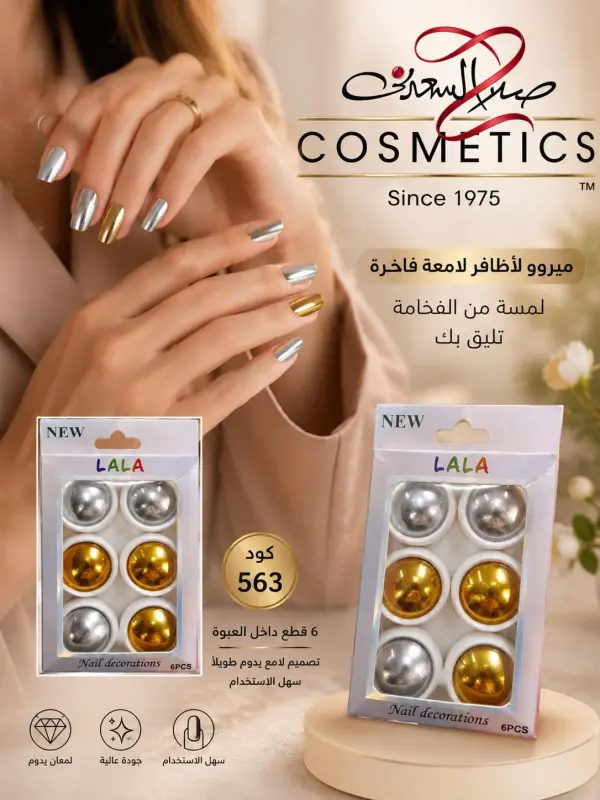 COSMETICS
TM
Since 1975
ميروو لأظافر لامعة فاخرة
لمسة من الفخامة
تليق بك
NEW
LALA
Nail decorations
6PCS
كود
563
6 قطع داخل العبوة
تصميم لامع يدوم طويلاً
سهل الاستخدام
NEW
LALA
Nail decorations
6PCS
لمعان يدوم
جودة عالية
سهل الاستخدام